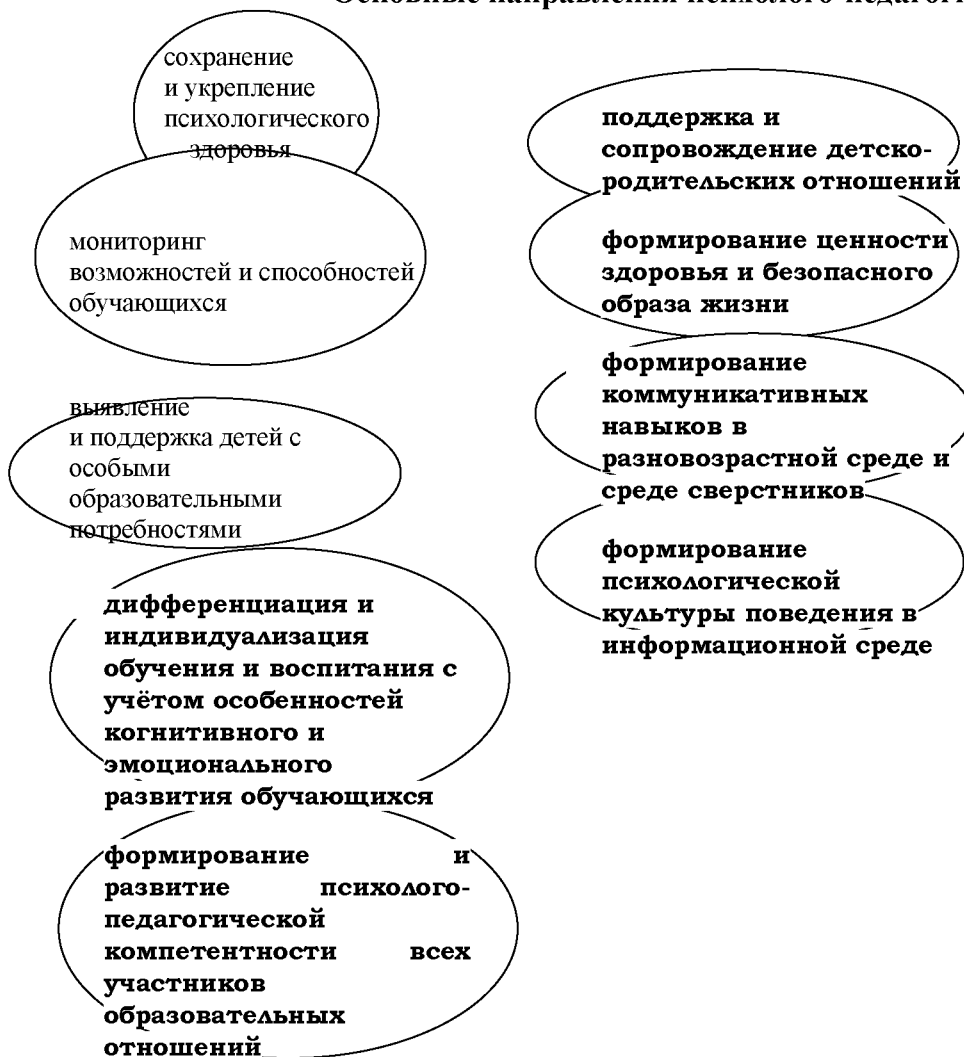 Основные направления
сохранение
и укрепление
психологического
здоровья
мониторинг
возможностей и способностей
обучающихся
выявление
и поддержка детей с
особыми
образовательными
потребностями
дифференциация и
индивидуализация
обучения и воспитания с
учётом особенностей
когнитивного и
эмоционального
развития обучающихся
формирование и
развитие психолого-
педагогической
компетентности всех
участников
образовательных
отношений
поддержка и
сопровождение детско-
родительских отношений
формирование ценности
здоровья и безопасного
образа жизни
формирование
коммуникативных
навыков в
разновозрастной среде и
среде сверстников
формирование
психологической
культуры поведения в
информационной среде